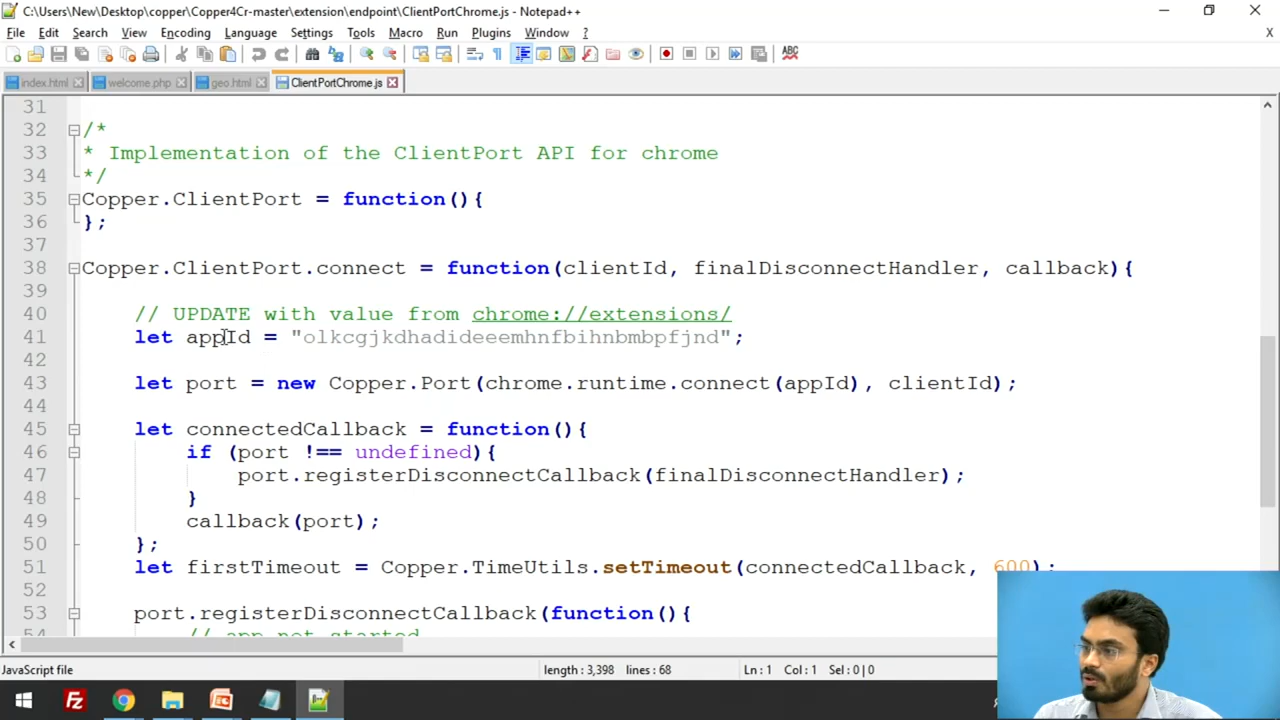 C:\Users\New\Desktop\copper\Copper4Cr-master\extension\endpoint\ClientPortChrome.js - Notepad++
File Edit Search View Encoding Language Settings Tools Macro Run Plugins Window ? X
index.html welcome.php geo.html ClientPortChrome.js
31
32 /*
33 * Implementation of the ClientPort API for chrome
34 */
35 Copper.ClientPort = function(){
36 };
37
38 Copper.ClientPort.connect = function(clientId, finalDisconnectHandler, callback){
39
40 // UPDATE with value from chrome://extensions/
41 let appId = "olkcgjkdhadideeemhnfbihnbmbpfjnd";
42
43 let port = new Copper.Port(chrome.runtime.connect(appId), clientId);
44
45 let connectedCallback = function(){
46 if (port !== undefined){
47 port.registerDisconnectCallback(finalDisconnectHandler);
48 }
49 callback(port);
50 };
51 let firstTimeout = Copper.TimeUtils.setTimeout(connectedCallback, 600);
52
53 port.registerDisconnectCallback(function(){
54 // app not started
JavaScript file length : 3,398 lines : 68 Ln : 1 Col : 1 Sel : 0 | 0